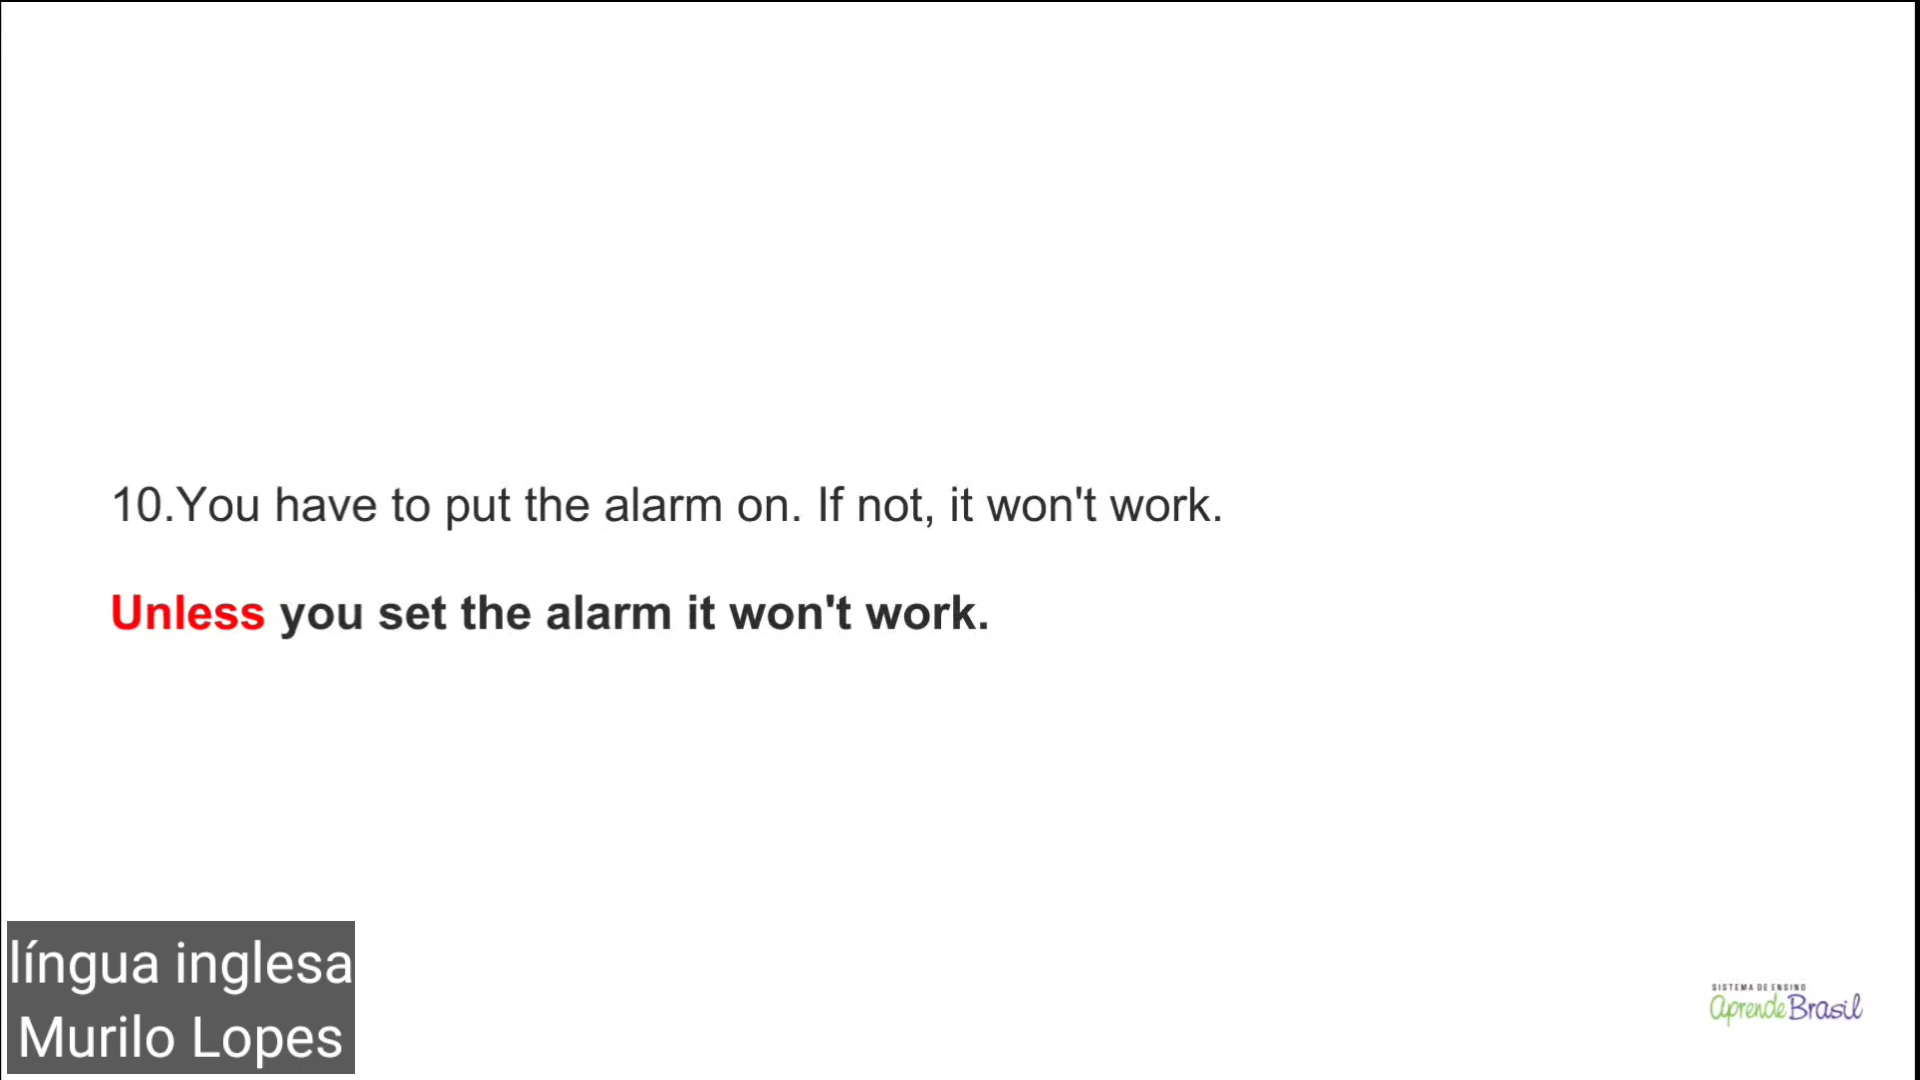 10.You have to put the alarm on. If not, it won't work.
Unless you set the alarm it won't work.
língua inglesa
Murilo Lopes
SISTEMA DE ENSINO
aprendeBrasil